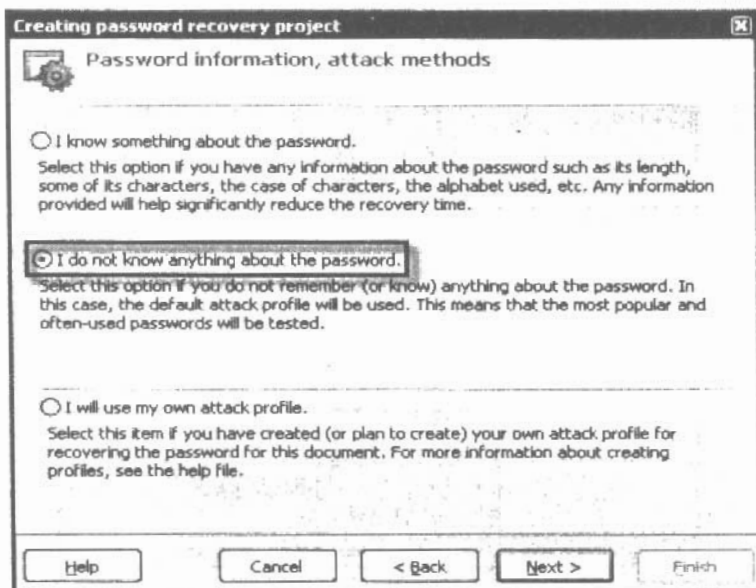 Creating password recovery project
Password information, attack methods
I know something about the password.
Select this option if you have any information about the password such as its length,
some of its characters, the case of characters, the alphabet used, etc. Any information
provided will help significantly reduce the recovery time.
I do not know anything about the password.
Select this option if you do not remember (or know) anything about the password. In
this case, the default attack profile will be used. This means that the most popular and
often-used passwords will be tested.
I will use my own attack profile.
Select this item if you have created (or plan to create) your own attack profile for
recovering the password for this document. For more information about creating
profiles, see the help file.
Help
Cancel
< Back
Next >
Finish